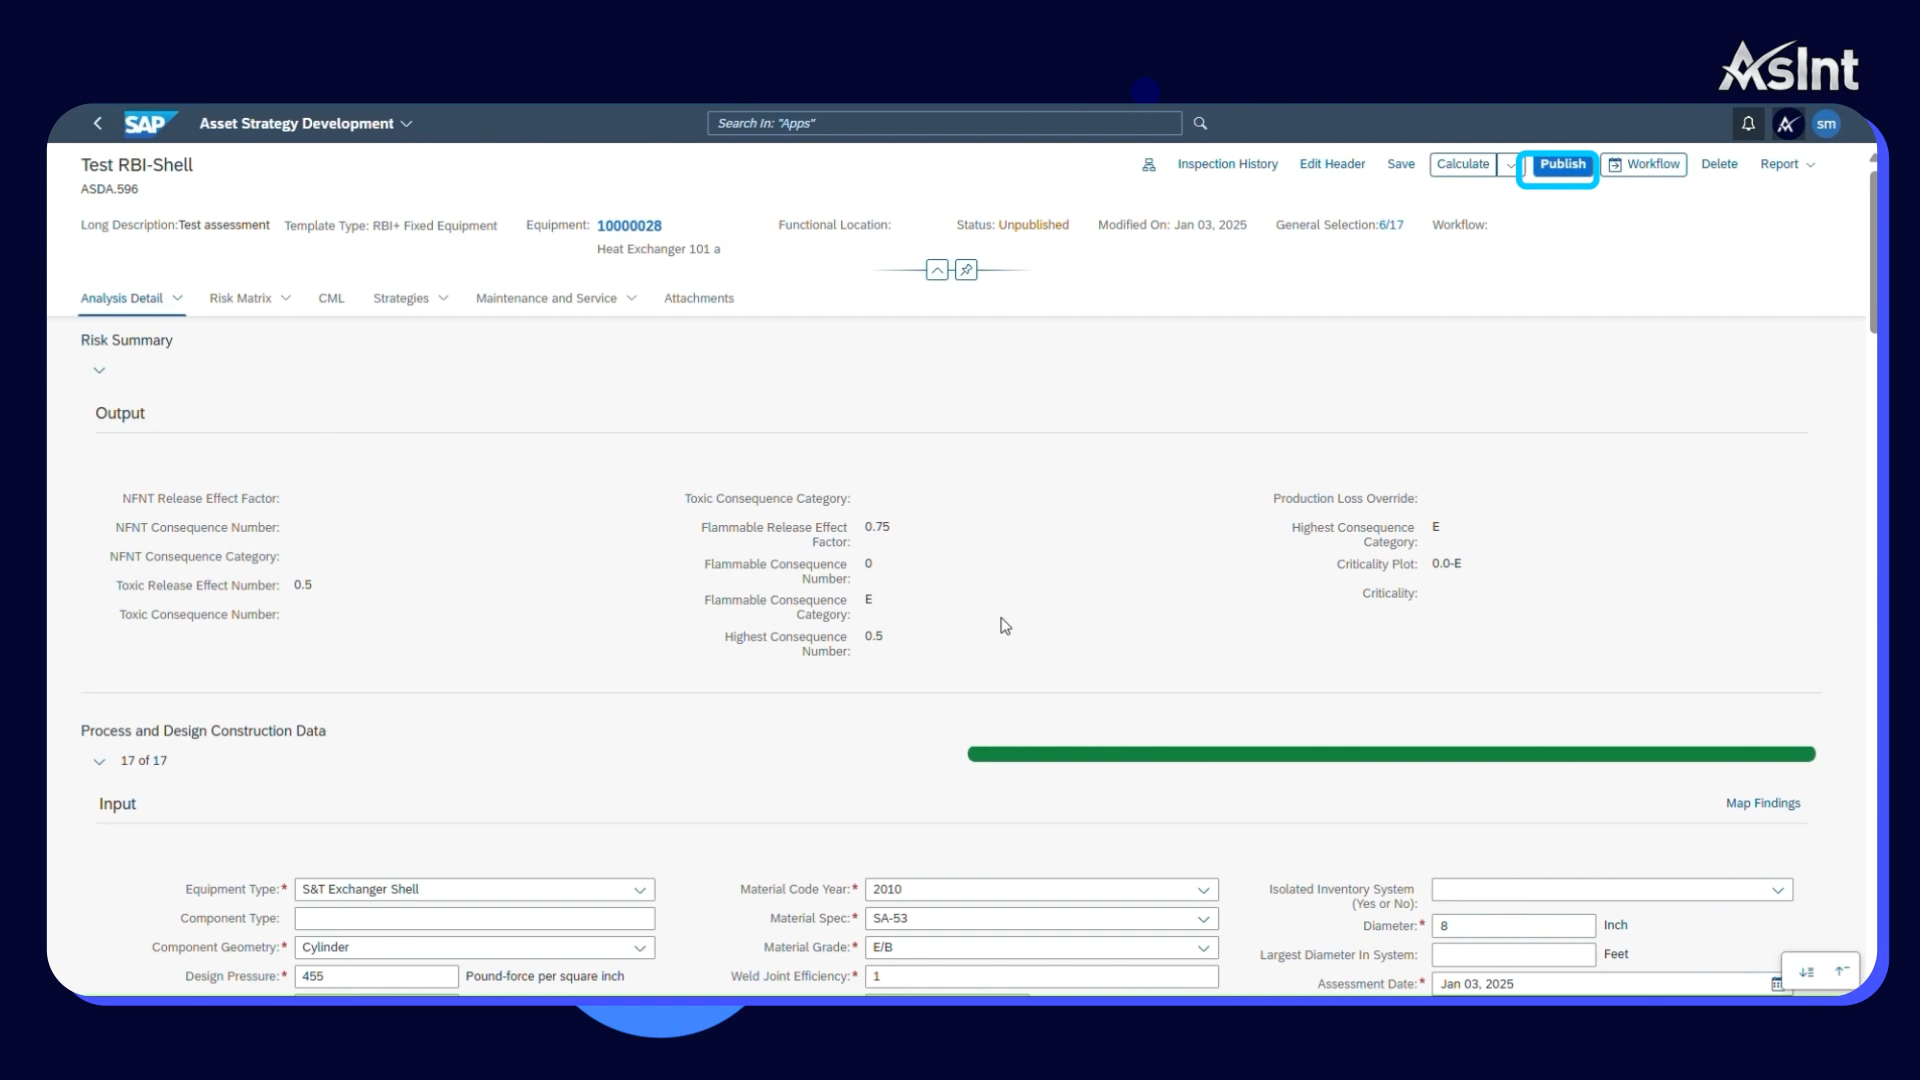 AsInt
SAP Asset Strategy Development Search In: "Apps" sm
Test RBI-Shell Inspection History Edit Header Save Calculate Publish Workflow Delete Report
ASDA.596
Long Description:Test assessment Template Type: RBI+ Fixed Equipment Equipment: 10000028 Functional Location: Status: Unpublished Modified On: Jan 03, 2025 General Selection:6/17 Workflow:
Heat Exchanger 101 a
Analysis Detail Risk Matrix CML Strategies Maintenance and Service Attachments
Risk Summary
Output
NFNT Release Effect Factor:
NFNT Consequence Number:
NFNT Consequence Category:
Toxic Release Effect Number: 0.5
Toxic Consequence Number:
Toxic Consequence Category:
Flammable Release Effect 0.75
Factor:
Flammable Consequence 0
Number:
Flammable Consequence E
Category:
Highest Consequence 0.5
Number:
Production Loss Override:
Highest Consequence E
Category:
Criticality Plot: 0.0-E
Criticality:
Process and Design Construction Data
17 of 17
Input Map Findings
Equipment Type:* S&T Exchanger Shell
Component Type:
Component Geometry:* Cylinder
Design Pressure:* 455 Pound-force per square inch
Material Code Year:* 2010
Material Spec:* SA-53
Material Grade:* E/B
Weld Joint Efficiency:* 1
Isolated Inventory System
(Yes or No):
Diameter:* 8 Inch
Largest Diameter In System: Feet
Assessment Date:* Jan 03, 2025